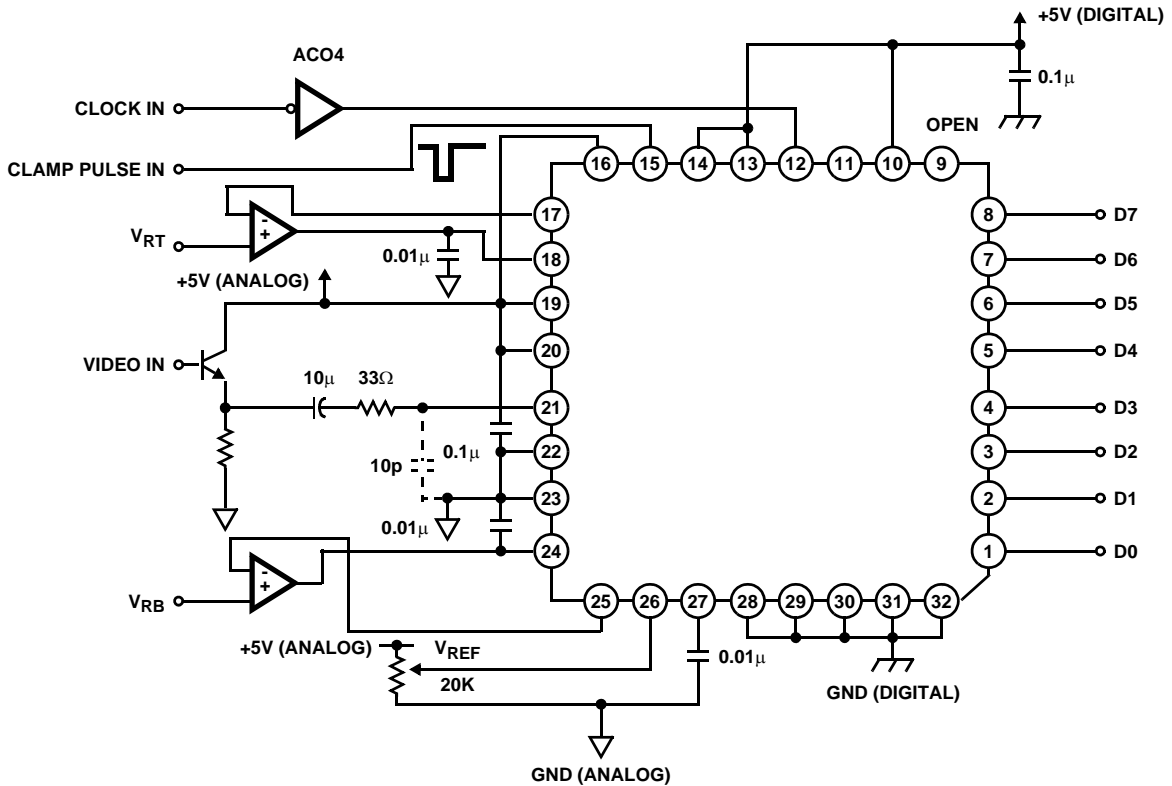 +5V (DIGITAL)
ACO4
0.1μ
CLOCK IN
OPEN
CLAMP PULSE IN
16 15 14 13 12 11 10 9
17 8 D7
VRT
0.01μ
18 7 D6
+5V (ANALOG)
19 6 D5
20 5 D4
VIDEO IN
10μ 33Ω
21 4 D3
10p 0.1μ
22 3 D2
23 2 D1
0.01μ
24 1 D0
VRB
25 26 27 28 29 30 31 32
+5V (ANALOG) VREF
20K
0.01μ
GND (DIGITAL)
GND (ANALOG)